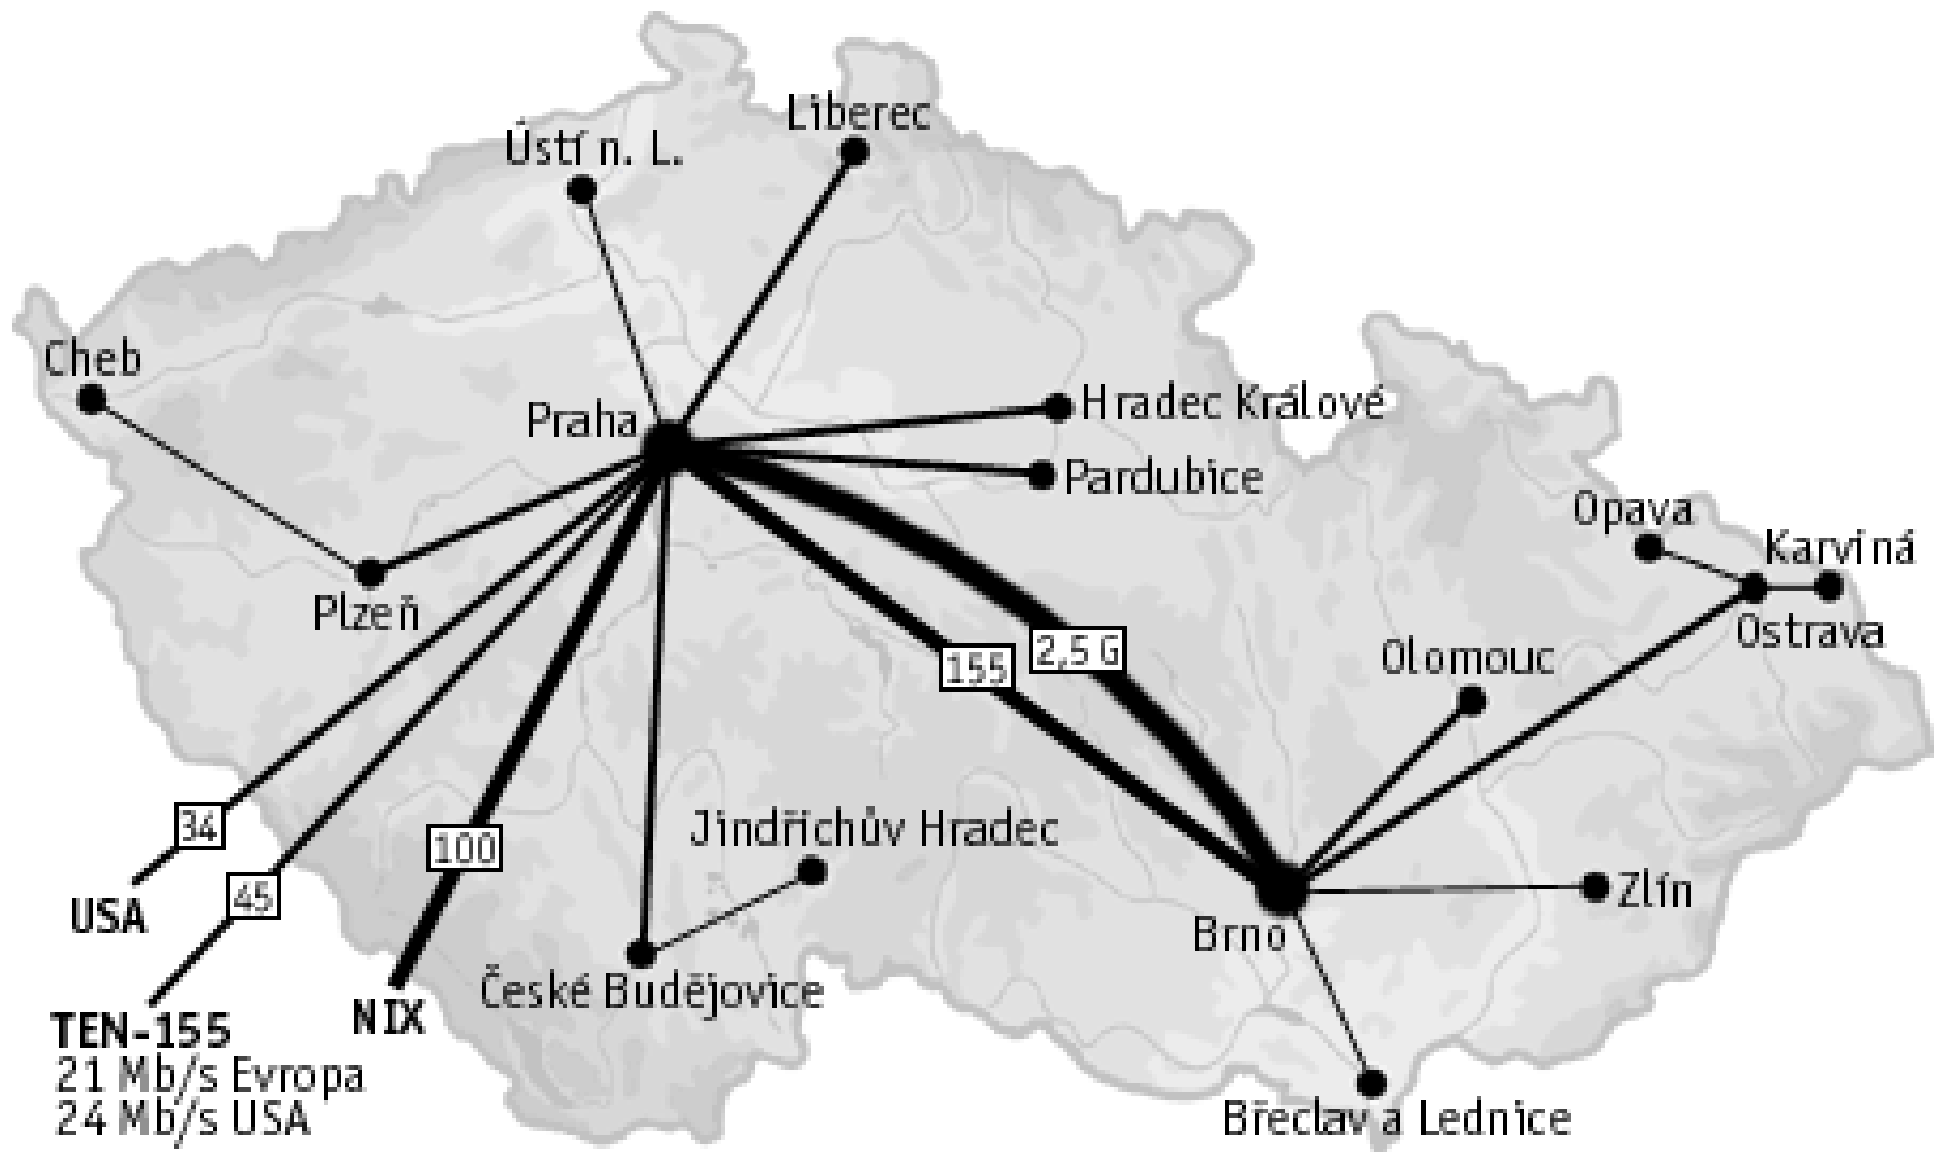 Liberec
Ústí n. L.
Cheb
Praha
Hradec Králové
Pardubice
Opava
Karviná
Plzeň
Ostrava
2,5 G
155
Olomouc
34
Jindřichův Hradec
100
45
USA
Zlín
Brno
České Budějovice
NIX
TEN-155
21 Mb/s Evropa
24 Mb/s USA
Břeclav a Lednice